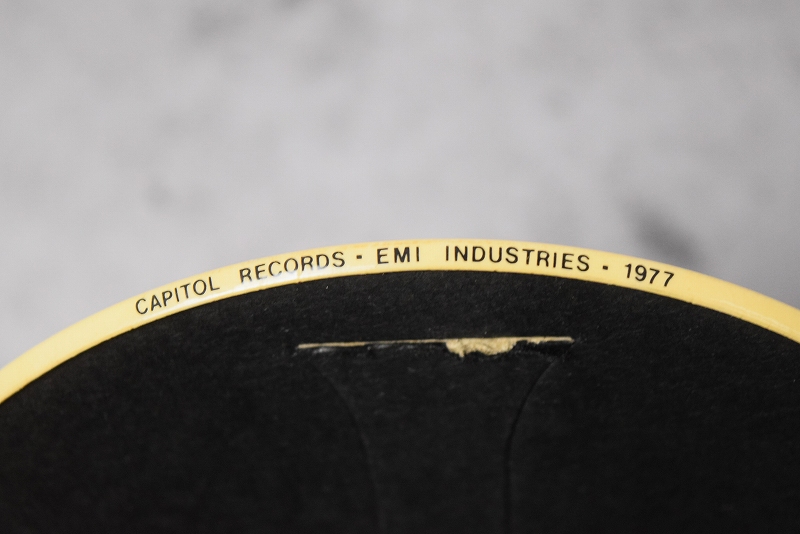 CAPITOL RECORDS · EMI INDUSTRIES · 1977